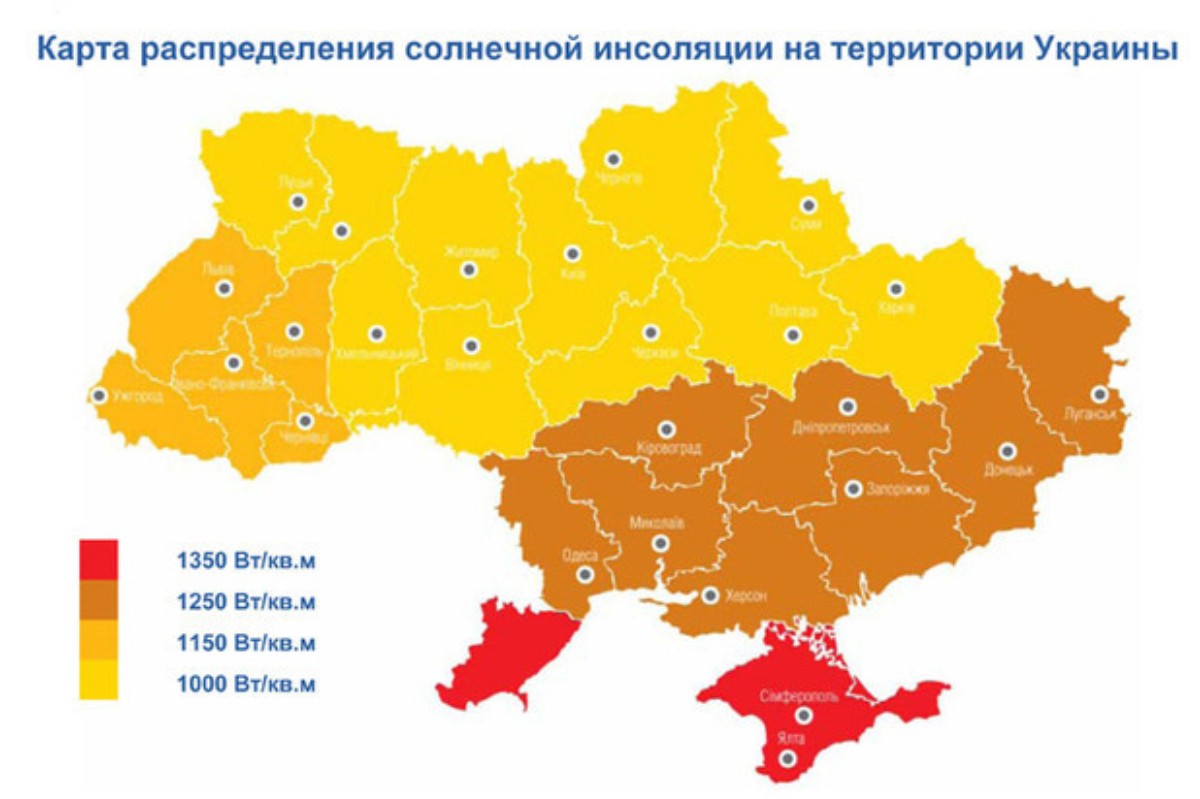 Карта распределения солнечной инсоляции на территории Украины
Чернігів
Луцьк
Суми
Житомир
Львів
Київ
Харків
Полтава
Тернопіль
Хмельницький
Черкаси
Вінниця
Івано-Франківськ
Ужгород
Луганськ
Чернівці
Дніпропетровськ
Кіровоград
Донецьк
Запоріжжя
Миколаїв
Одеса
Херсон
1350 Вт/кв.м
1250 Вт/кв.м
1150 Вт/кв.м
1000 Вт/кв.м
Сімферополь
Ялта